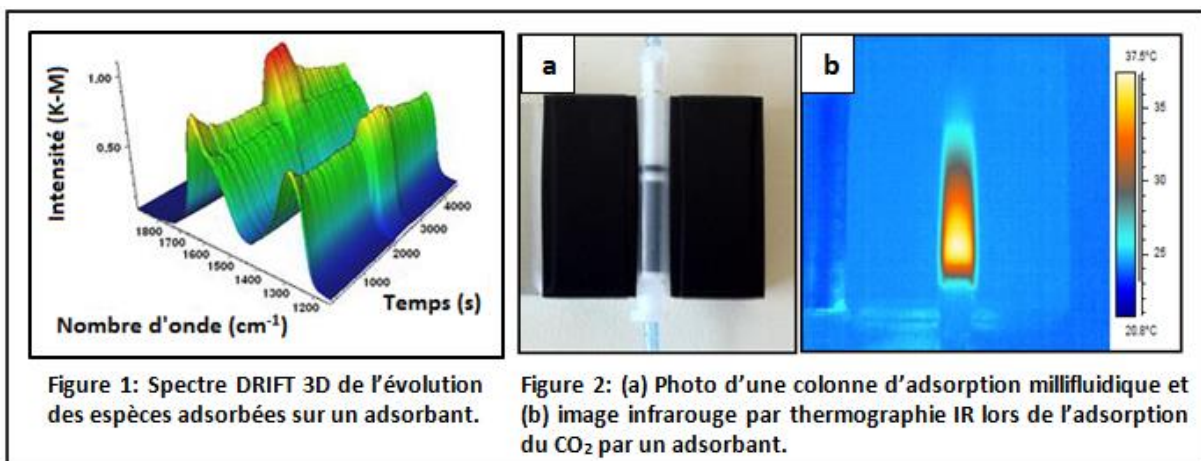 Intensité (K-M)
1,00
0.50
1800
1700
1600
1500
1400
1300
1200
1000
2000
3000
4000
Nombre d'onde (cm-1)
Temps (s)
Figure 1: Spectre DRIFT 3D de l'évolution
des espèces adsorbées sur un adsorbant.
a
b
37.5°C
35
30
25
20.8°C
Figure 2: (a) Photo d'une colonne d'adsorption millifluidique et
(b) image infrarouge par thermographie IR lors de l'adsorption
du CO₂ par un adsorbant.